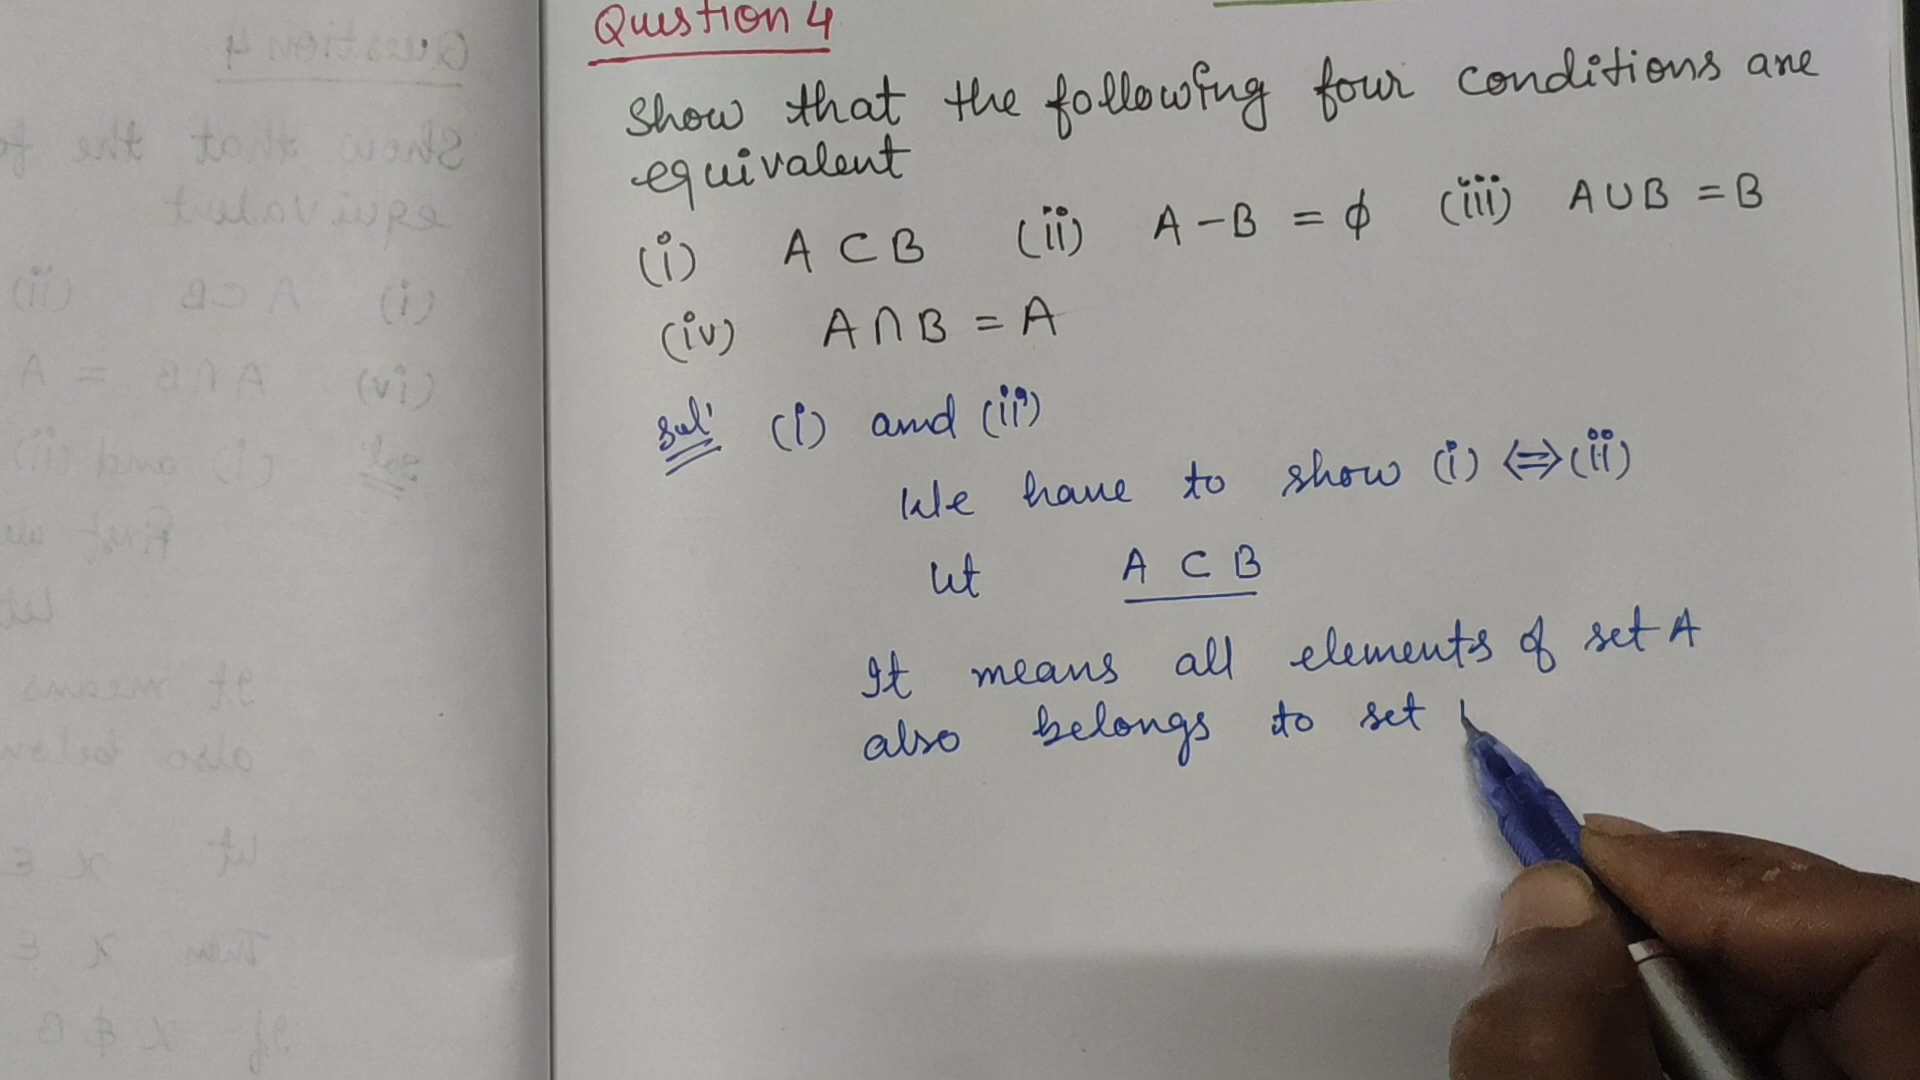 Question 4
Show that the following four conditions are
equivalent
(i) A ⊂ B (ii) A − B = ϕ (iii) A ∪ B = B
(iv) A ∩ B = A
sol' (i) and (ii)
We have to show (i) ⇔ (ii)
let A ⊂ B
It means all elements of set A
also belongs to set